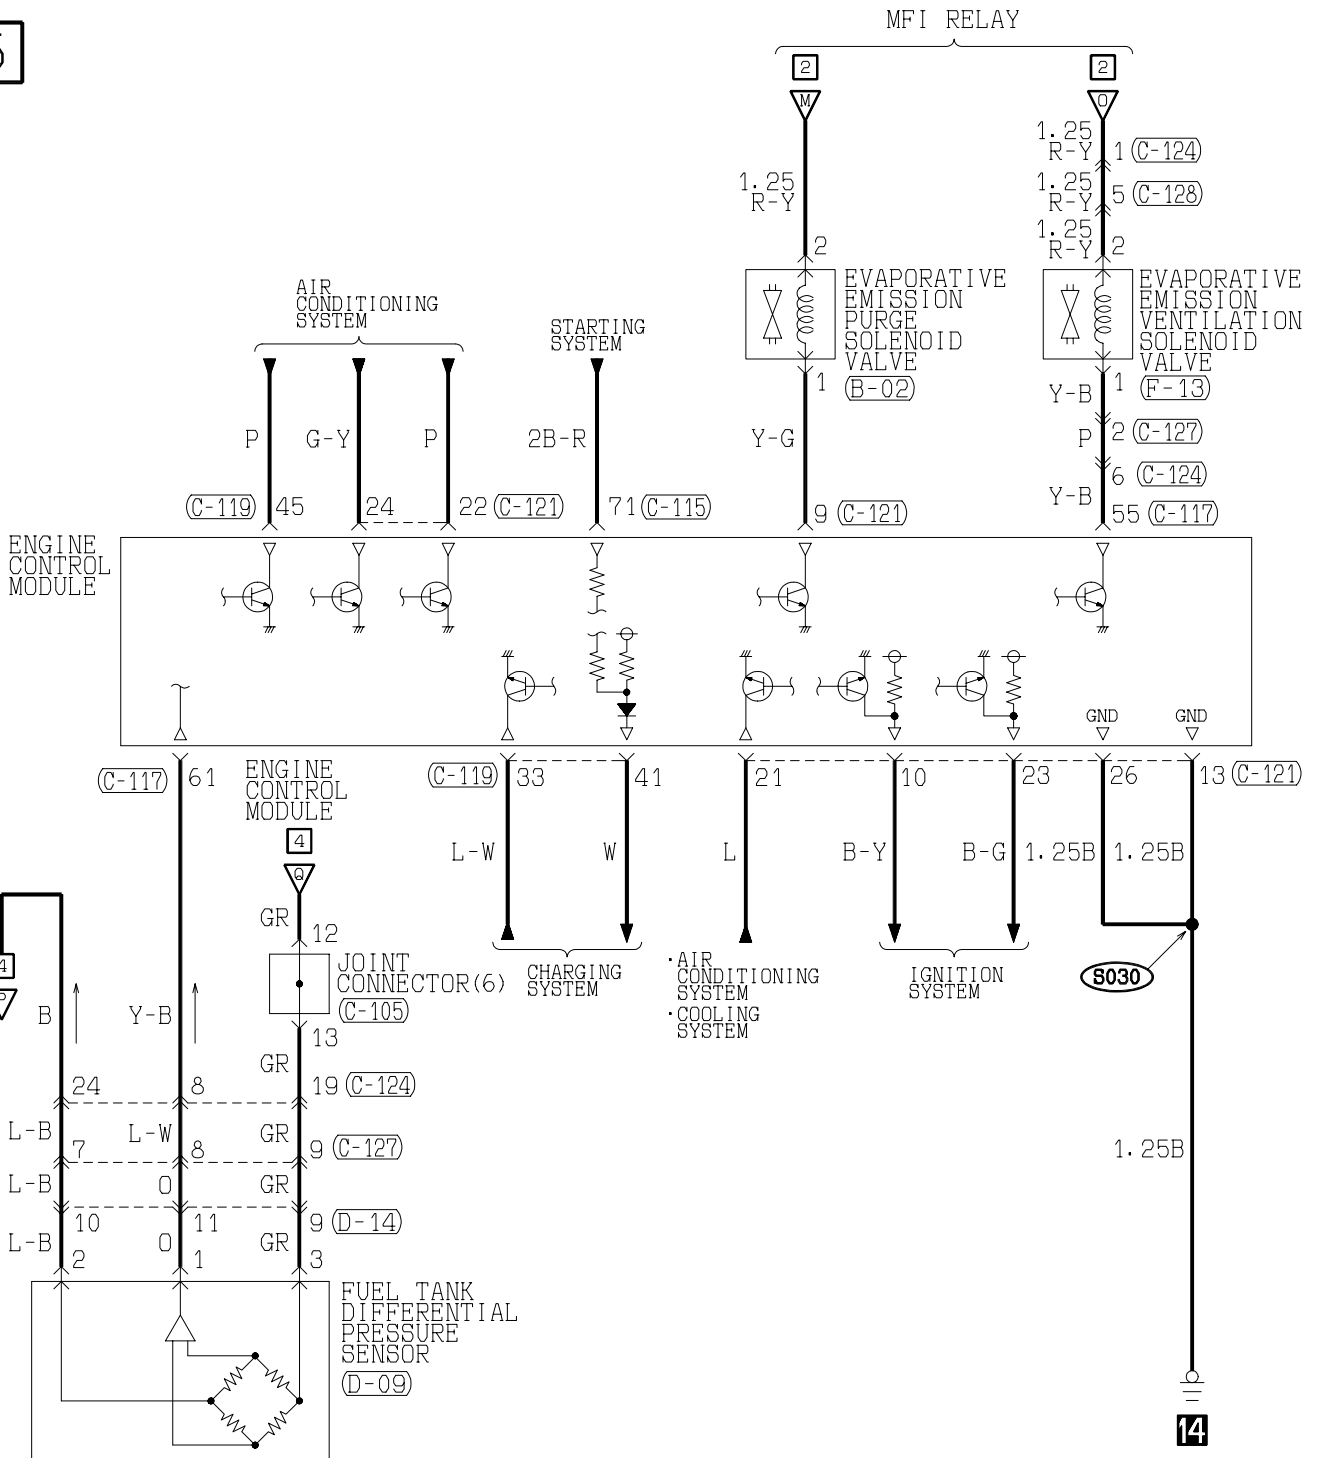 MFI RELAY
2
2
M
O
1.25
R-Y
1 C-124
1.25
R-Y
1.25
R-Y
5 C-128
1.25
R-Y
2
2
AIR
CONDITIONING
SYSTEM
STARTING
SYSTEM
EVAPORATIVE
EMISSION
PURGE
SOLENOID
VALVE
1 B-02
EVAPORATIVE
EMISSION
VENTILATION
SOLENOID
VALVE
Y-B
1 F-13
P
G-Y
P
2B-R
Y-G
P
2 C-127
6 C-124
Y-B
C-119 45
24
22 C-121
71 C-115
9 C-121
55 C-117
ENGINE
CONTROL
MODULE
GND
GND
C-117 61
ENGINE
CONTROL
MODULE
C-119 33
41
21
10
23
26
13 C-121
4
Q
L-W
W
L
B-Y
B-G
1.25B
1.25B
GR
12
JOINT
CONNECTOR(6)
C-105
4
P
CHARGING
SYSTEM
·AIR
CONDITIONING
SYSTEM
·COOLING
SYSTEM
IGNITION
SYSTEM
S030
B
Y-B
13
GR
24
8
19 C-124
L-B
L-W
GR
7
8
9 C-127
1.25B
L-B
O
GR
10
11
9 D-14
L-B
O
GR
2
1
3
FUEL TANK
DIFFERENTIAL
PRESSURE
SENSOR
D-09
14